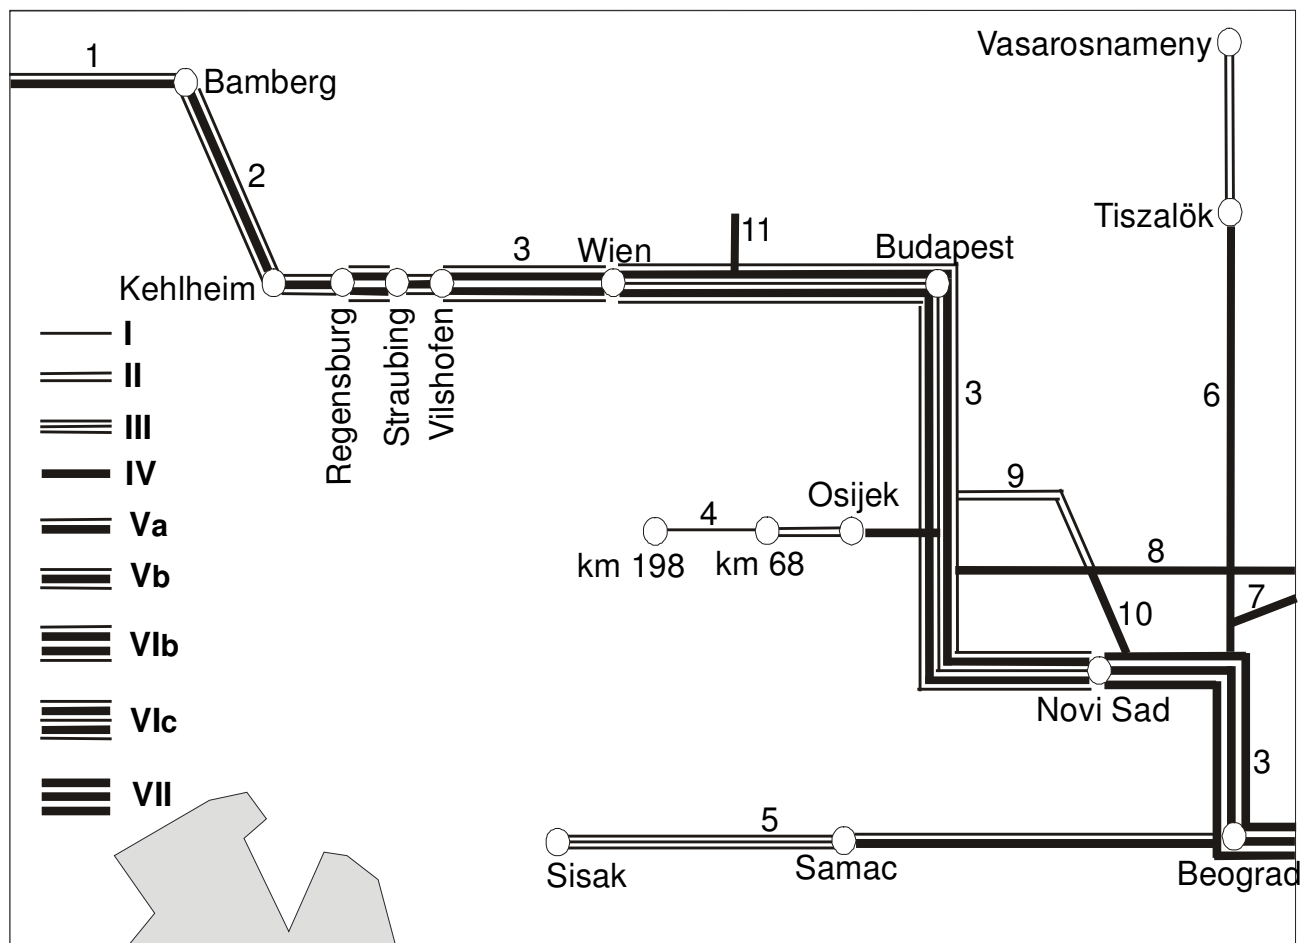 1
Bamberg
Vasarosnameny
2
Tiszalök
11
3
Wien
Budapest
Kehlheim
Regensburg
Straubing
Vilshofen
I
II
III
IV
Va
Vb
VIb
VIc
VII
3
6
9
Osijek
4
km 198
km 68
8
7
10
Novi Sad
3
5
Sisak
Samac
Beograd